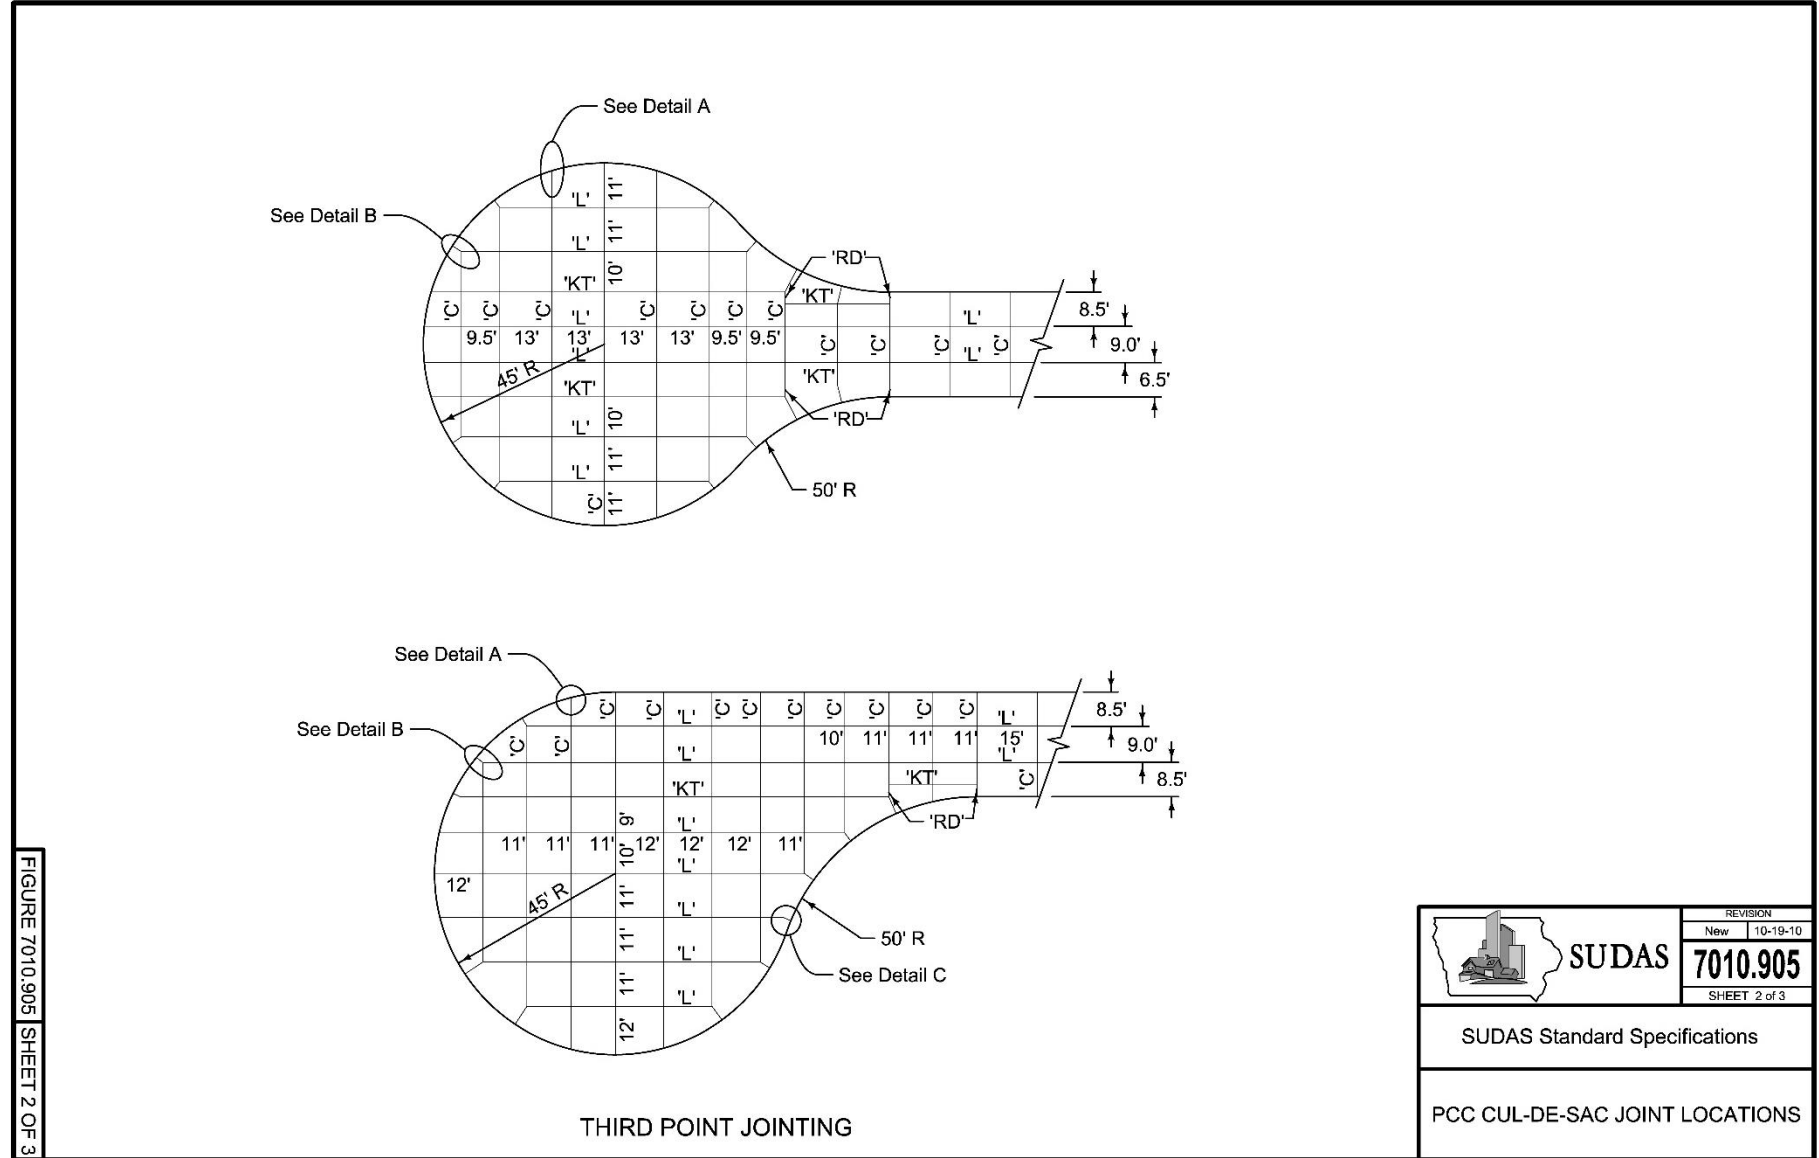 See Detail A
See Detail B
'L'
11'
'L'
11'
'KT'
10'
'RD'
'KT'
'C'
'C'
'C'
'L'
'C'
'C'
'C'
'C'
'L'
8.5'
9.5'
13'
13'
13'
13'
9.5'
9.5'
'L'
'C'
'C'
'C'
'L'
'C'
9.0'
45' R
'KT'
'KT'
6.5'
'L'
10'
'RD'
'L'
11'
'C'
11'
50' R
See Detail A
See Detail B
'C'
'C'
'L'
'C'
'C'
'C'
'C'
'C'
'C'
'C'
'L'
8.5'
'C'
'C'
'L'
10'
11'
11'
11'
15'
'L'
9.0'
'KT'
'KT'
'C'
8.5'
9'
'L'
'RD'
11'
11'
11'
12'
12'
12'
11'
10'
'L'
12'
45' R
11'
'L'
11'
'L'
50' R
See Detail C
11'
'L'
12'
THIRD POINT JOINTING
FIGURE 7010.905 SHEET 2 OF 3
SUDAS
REVISION
New 10-19-10
7010.905
SHEET 2 of 3
SUDAS Standard Specifications
PCC CUL-DE-SAC JOINT LOCATIONS